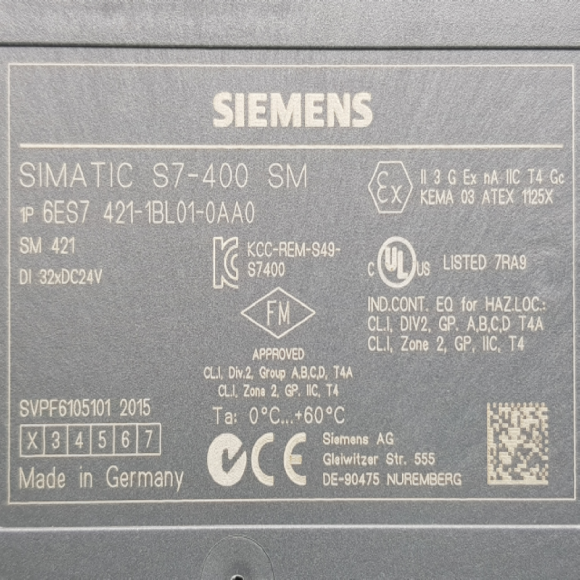 SIEMENS
SIMATIC S7-400 SM
1P 6ES7 421-1BL01-0AA0
SM 421
DI 32xDC24V
Ex
II 3 G Ex nA IIC T4 Gc
KEMA 03 ATEX 1125X
KCC-REM-S49-
S7400
C UL US LISTED 7RA9
IND.CONT. EQ for HAZ.LOC.:
CL.I, DIV2, GP. A,B,C,D T4A
CL.I, Zone 2, GP, IIC, T4
FM
APPROVED
CL.I, Div.2, Group A,B,C,D, T4A
CL.I, Zone 2, GP. IIC, T4
Ta: 0°C...+60°C
SVPF6105101 2015
X 3 4 5 6 7
Made in Germany
CE
Siemens AG
Gleiwitzer Str. 555
DE-90475 NUREMBERG